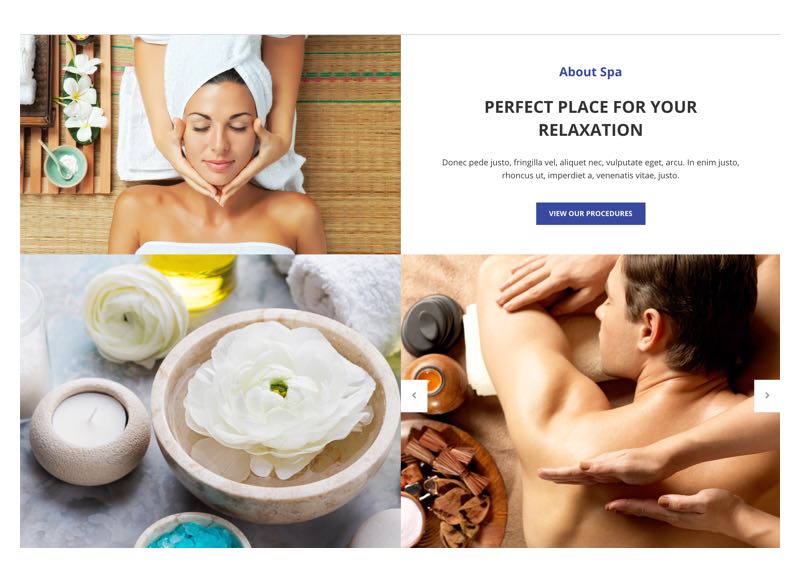 About Spa
PERFECT PLACE FOR YOUR
RELAXATION
Donec pede justo, fringilla vel, aliquet nec, vulputate eget, arcu. In enim justo,
rhoncus ut, imperdiet a, venenatis vitae, justo.
VIEW OUR PROCEDURES